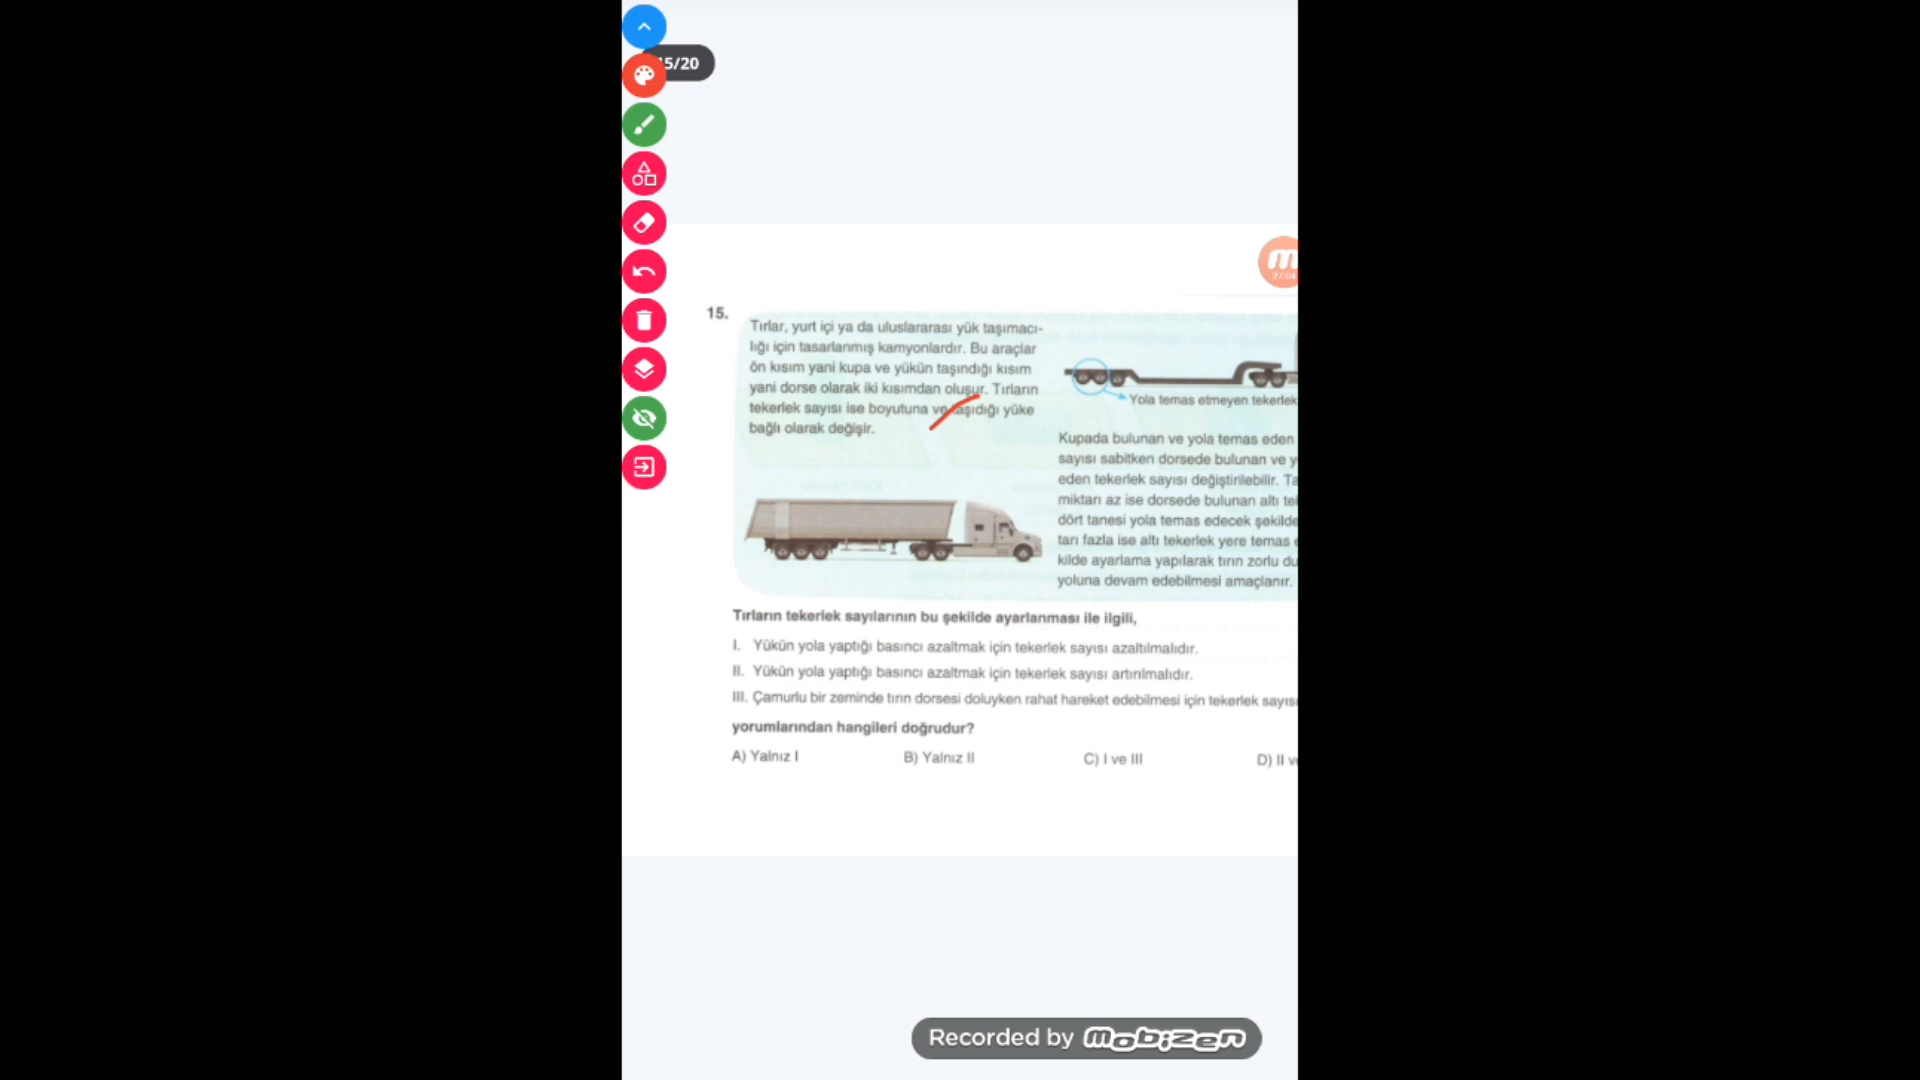 15/20
15.
Tırlar, yurt içi ya da uluslararası yük taşımacı-
lığı için tasarlanmış kamyonlardır. Bu araçlar
ön kısım yani kupa ve yükün taşındığı kısım
yani dorse olarak iki kısımdan oluşur. Tırların
tekerlek sayısı ise boyutuna ve taşıdığı yüke
bağlı olarak değişir.
Yola temas etmeyen tekerlek
Kupada bulunan ve yola temas eden
sayısı sabitken dorsede bulunan ve y
eden tekerlek sayısı değiştirilebilir. Ta
miktarı az ise dorsede bulunan altı te
dört tanesi yola temas edecek şekilde
tarı fazla ise altı tekerlek yere temas e
kilde ayarlama yapılarak tırın zorlu du
yoluna devam edebilmesi amaçlanır.
Tırların tekerlek sayılarının bu şekilde ayarlanması ile ilgili,
I. Yükün yola yaptığı basıncı azaltmak için tekerlek sayısı azaltılmalıdır.
II. Yükün yola yaptığı basıncı azaltmak için tekerlek sayısı artırılmalıdır.
III. Çamurlu bir zeminde tırın dorsesi doluyken rahat hareket edebilmesi için tekerlek sayısı
yorumlarından hangileri doğrudur?
A) Yalnız I B) Yalnız II C) I ve III D) II ve
Recorded by mobizen